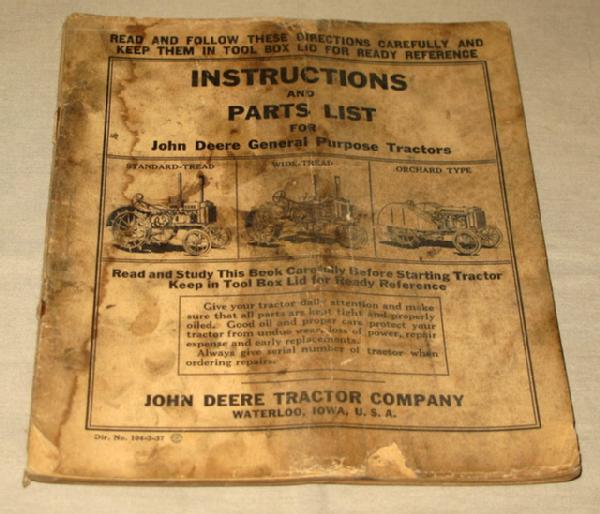 READ AND FOLLOW THESE DIRECTIONS CAREFULLY AND
KEEP THEM IN TOOL BOX LID FOR READY REFERENCE
INSTRUCTIONS
AND
PARTS LIST
FOR
John Deere General Purpose Tractors
STANDARD-TREAD WIDE-TREAD ORCHARD TYPE
Read and Study This Book Carefully Before Starting Tractor
Keep in Tool Box Lid for Ready Reference
Give your tractor daily attention and make
sure that all parts are kept tight and properly
oiled. Good oil and proper care protect your
tractor from undue wear, loss of power, repair
expense and early replacements.
Always give serial number of tractor when
ordering repairs.
JOHN DEERE TRACTOR COMPANY
WATERLOO, IOWA, U. S. A.
Dir. No.